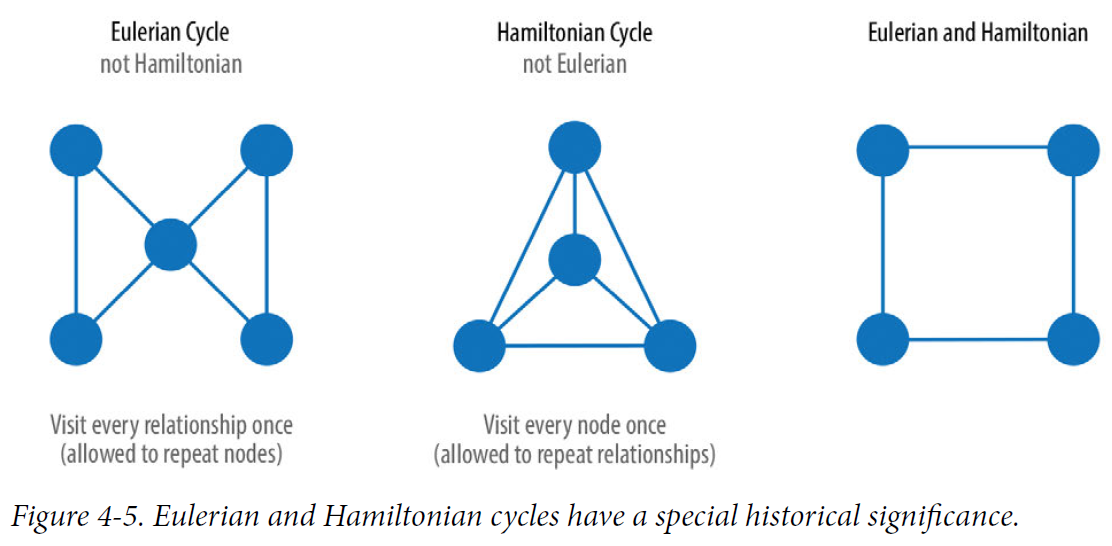 Eulerian Cycle
not Hamiltonian
Hamiltonian Cycle
not Eulerian
Eulerian and Hamiltonian
Visit every relationship once
(allowed to repeat nodes)
Visit every node once
(allowed to repeat relationships)
Figure 4-5. Eulerian and Hamiltonian cycles have a special historical significance.